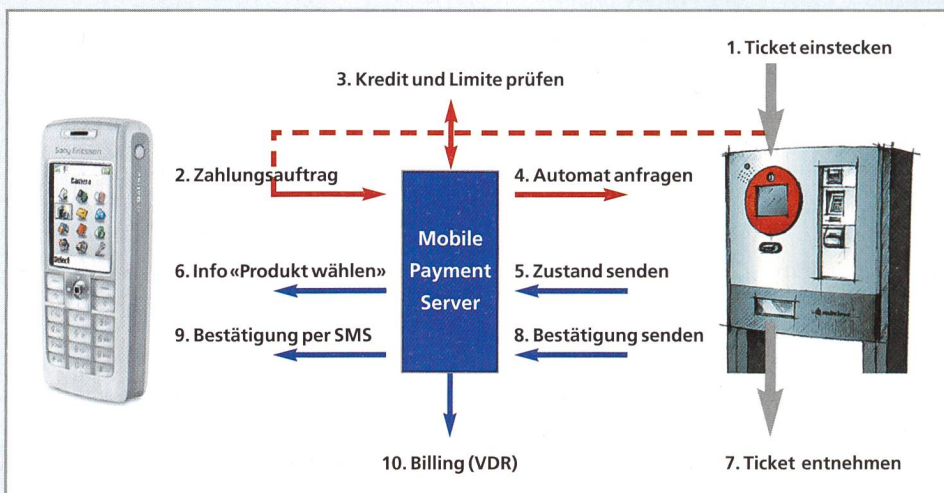 1. Ticket einstecken
3. Kredit und Limite prüfen
Sony Ericsson
Camera
2. Zahlungsauftrag
4. Automat anfragen
Mobile
Payment
Server
6. Info «Produkt wählen»
5. Zustand senden
Select
9. Bestätigung per SMS
8. Bestätigung senden
10. Billing (VDR)
7. Ticket entnehmen